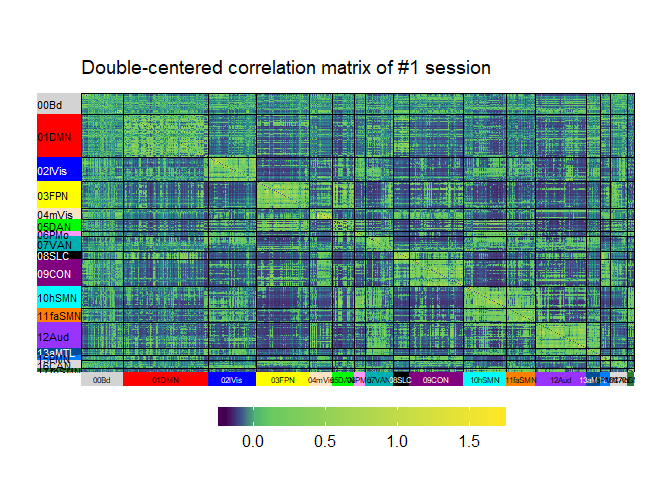 Double-centered correlation matrix of #1 session
00Bd
01DMN
02lVis
03FPN
04mVis
05DAN
06PMo
07VAN
08SLC
09CON
10hSMN
11faSMN
12Aud
13aMTL
00Bd 01DMN 02lVis 03FPN 04mVis 05DAN 07VAN 08SLC 09CON 10hSMN 11faSMN 12Aud
0.0 0.5 1.0 1.5